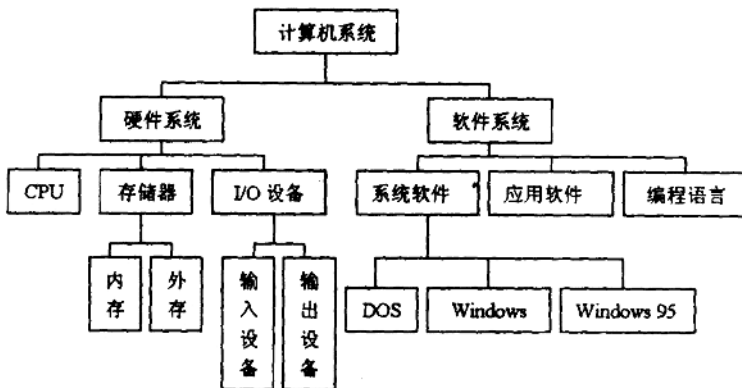 计算机系统
硬件系统
软件系统
CPU
存储器
I/O 设备
系统软件
应用软件
编程语言
内存
外存
输入设备
输出设备
DOS
Windows
Windows 95